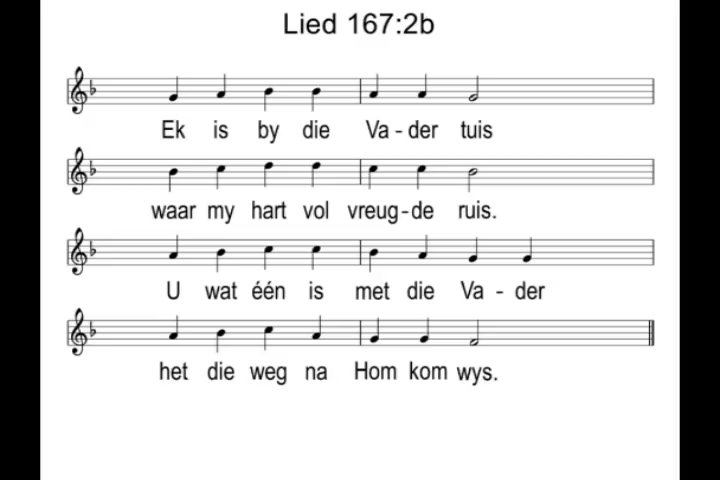 Lied 167:2b
Ek is by die Va-der tuis
waar my hart vol vreug-de ruis.
U wat één is met die Va-der
het die weg na Hom kom wys.